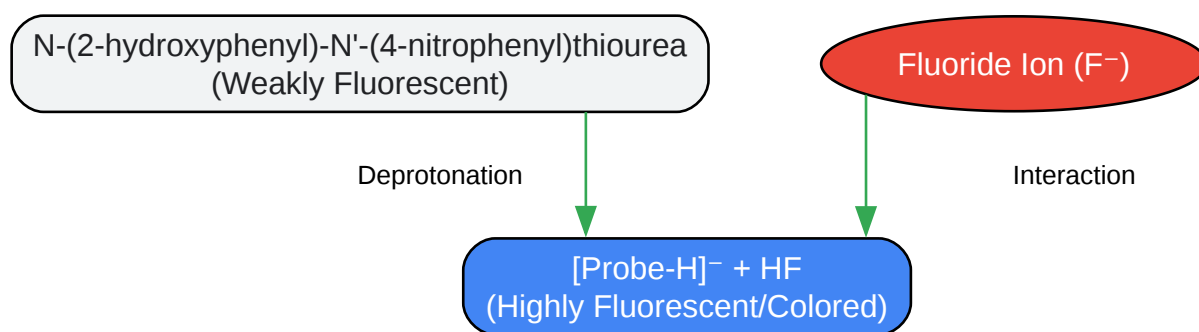 N-(2-hydroxyphenyl)-N'-(4-nitrophenyl)thiourea
(Weakly Fluorescent)
Fluoride Ion (F⁻)
Deprotonation
Interaction
[Probe-H]⁻ + HF
(Highly Fluorescent/Colored)